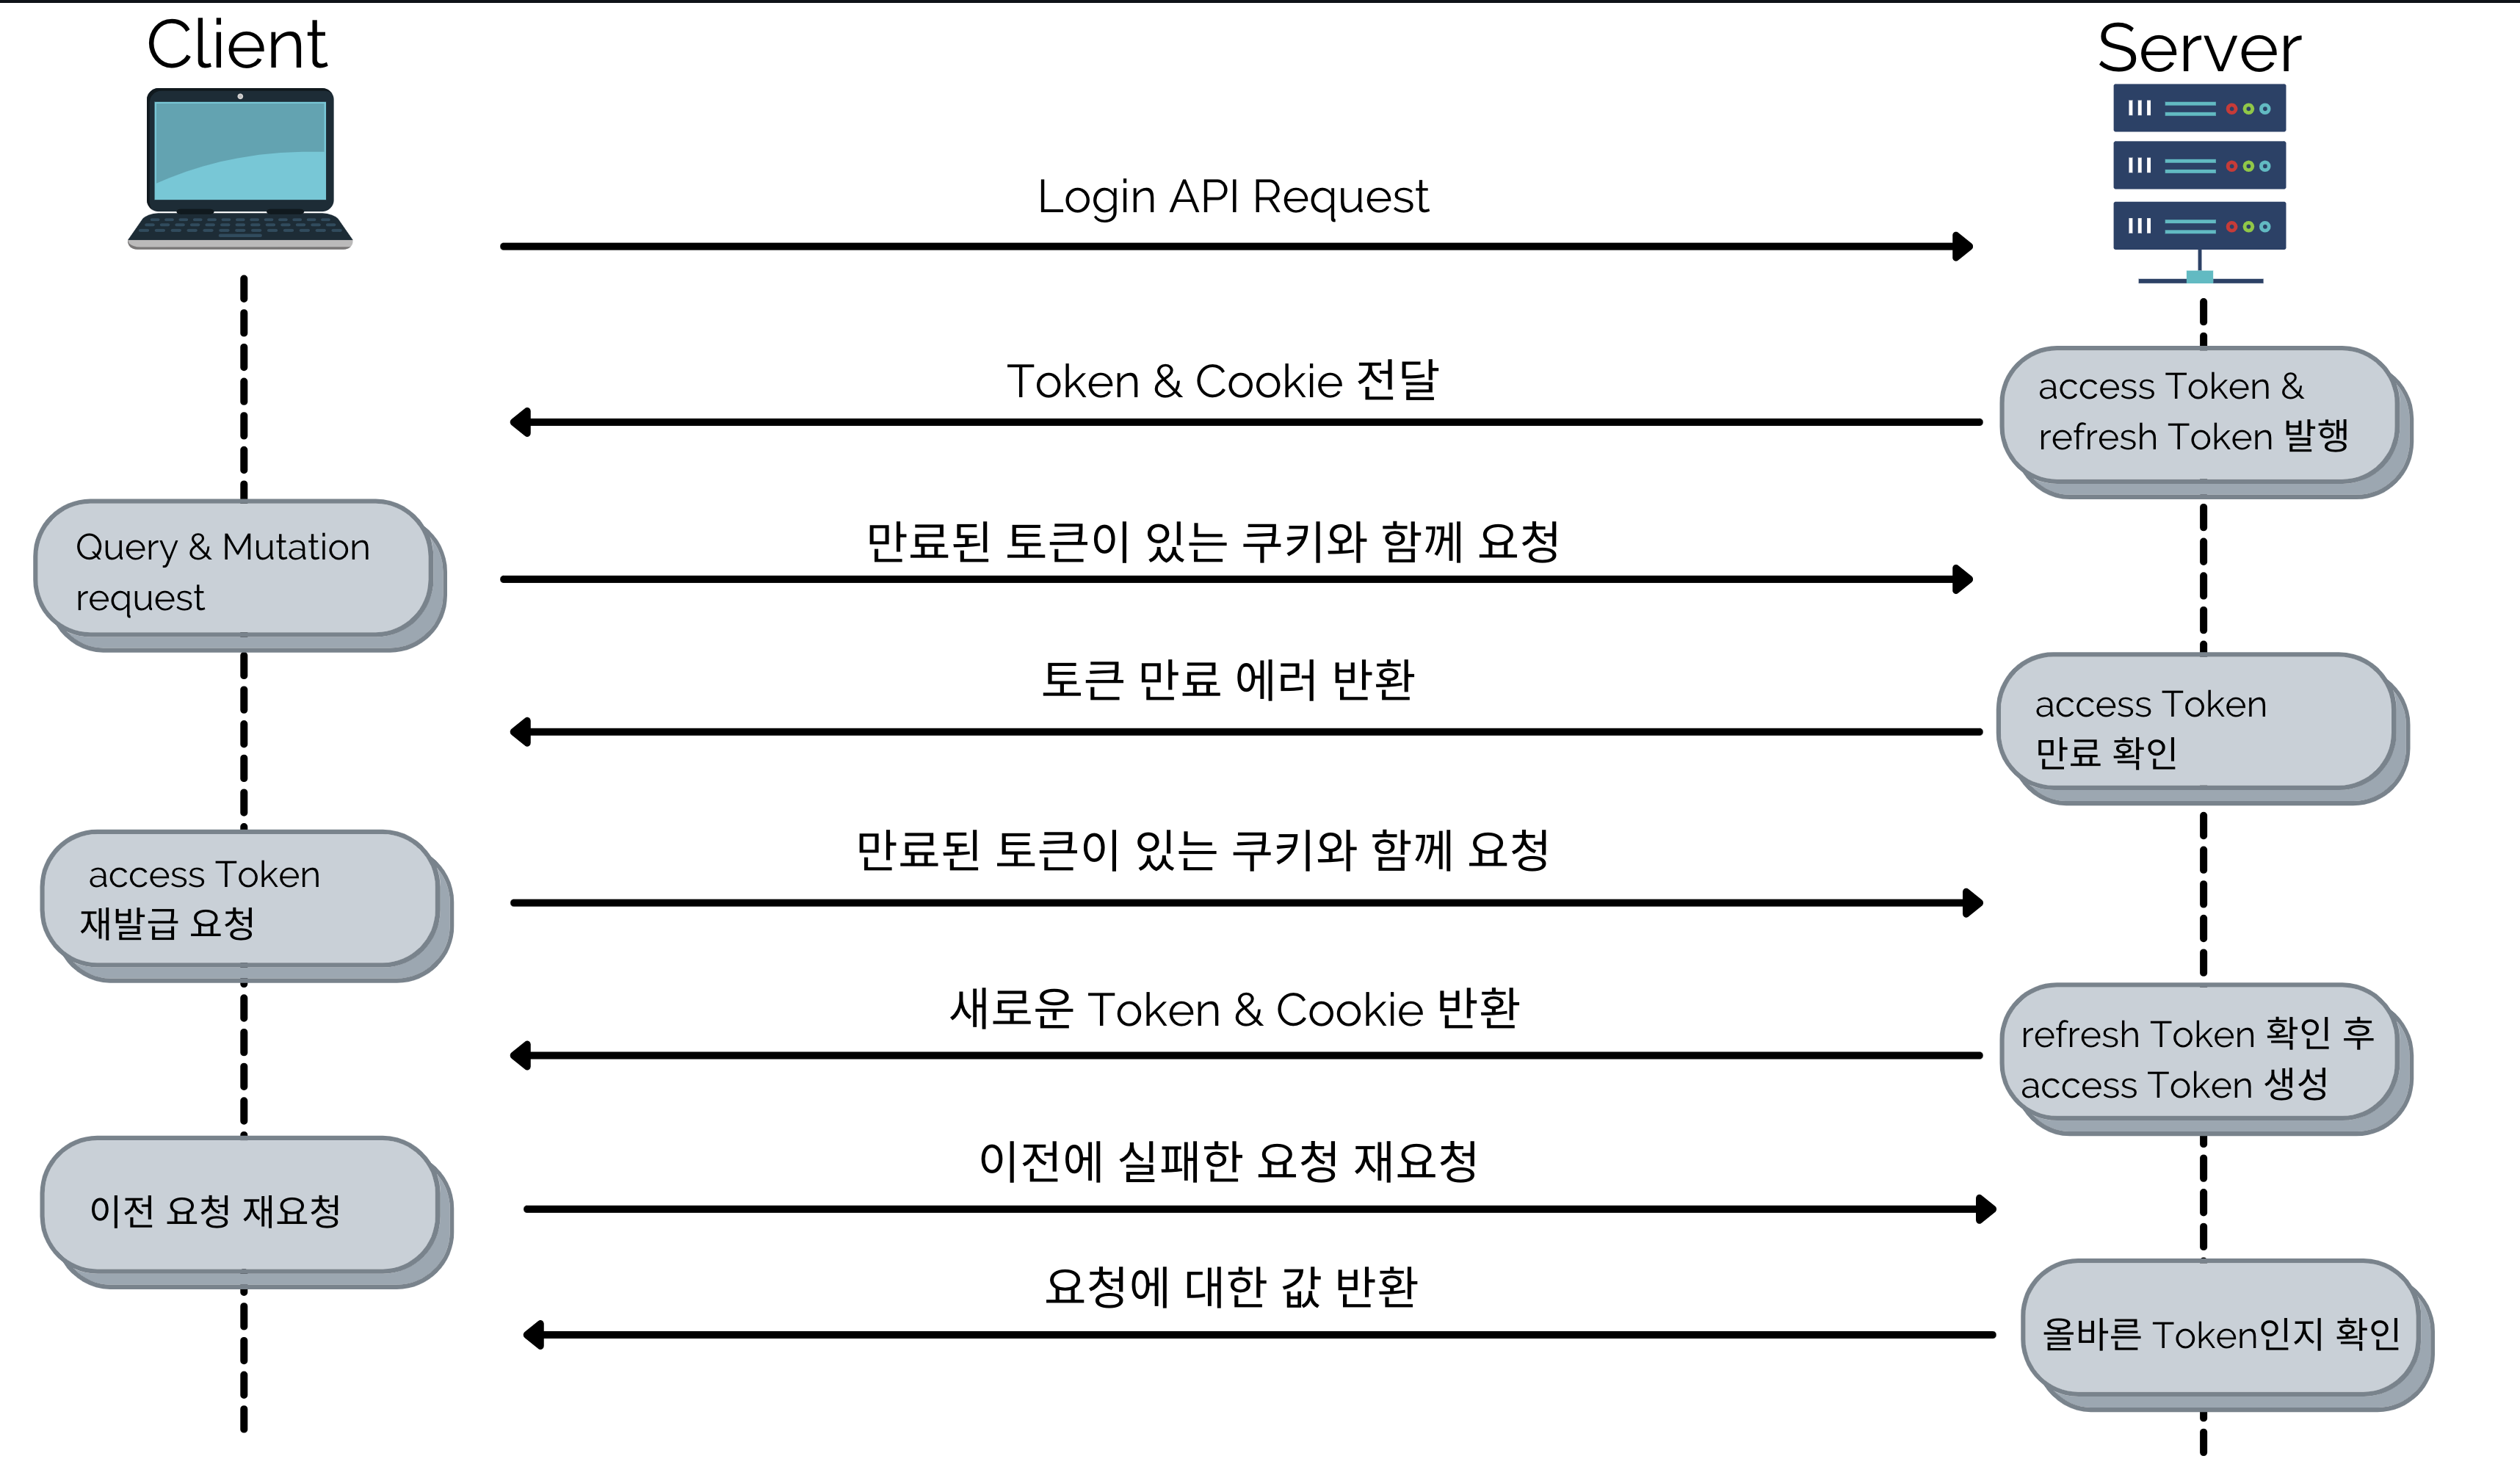 Client
Server
Login API Request
Token & Cookie 전달
access Token &
refresh Token 발행
Query & Mutation
request
만료된 토큰이 있는 쿠키와 함께 요청
토큰 만료 에러 반환
access Token
만료 확인
access Token
재발급 요청
만료된 토큰이 있는 쿠키와 함께 요청
새로운 Token & Cookie 반환
refresh Token 확인 후
access Token 생성
이전 요청 재요청
이전에 실패한 요청 재요청
요청에 대한 값 반환
올바른 Token인지 확인